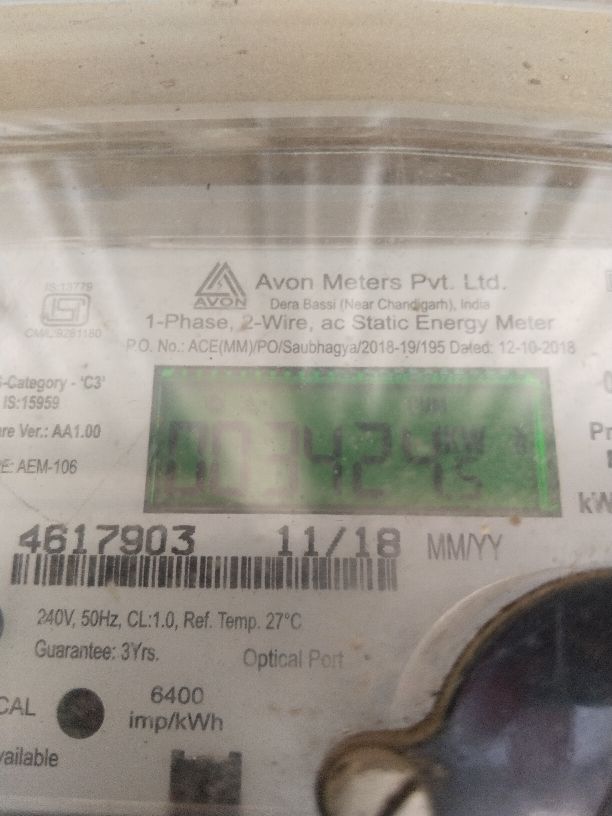 IS:13779
AVON
Avon Meters Pvt. Ltd.
Dera Bassi (Near Chandigarh), India
CM/L-9281180
1-Phase, 2-Wire, ac Static Energy Meter
P.O. No.: ACE(MM)/PO/Saubhagya/2018-19/195 Dated: 12-10-2018
-Category - 'C3'
IS:15959
re Ver.: AA1.00
E: AEM-106
4617903 11/18 MM/YY
240V, 50Hz, CL:1.0, Ref. Temp. 27°C
Guarantee: 3Yrs.
Optical Port
CAL
6400
imp/kWh